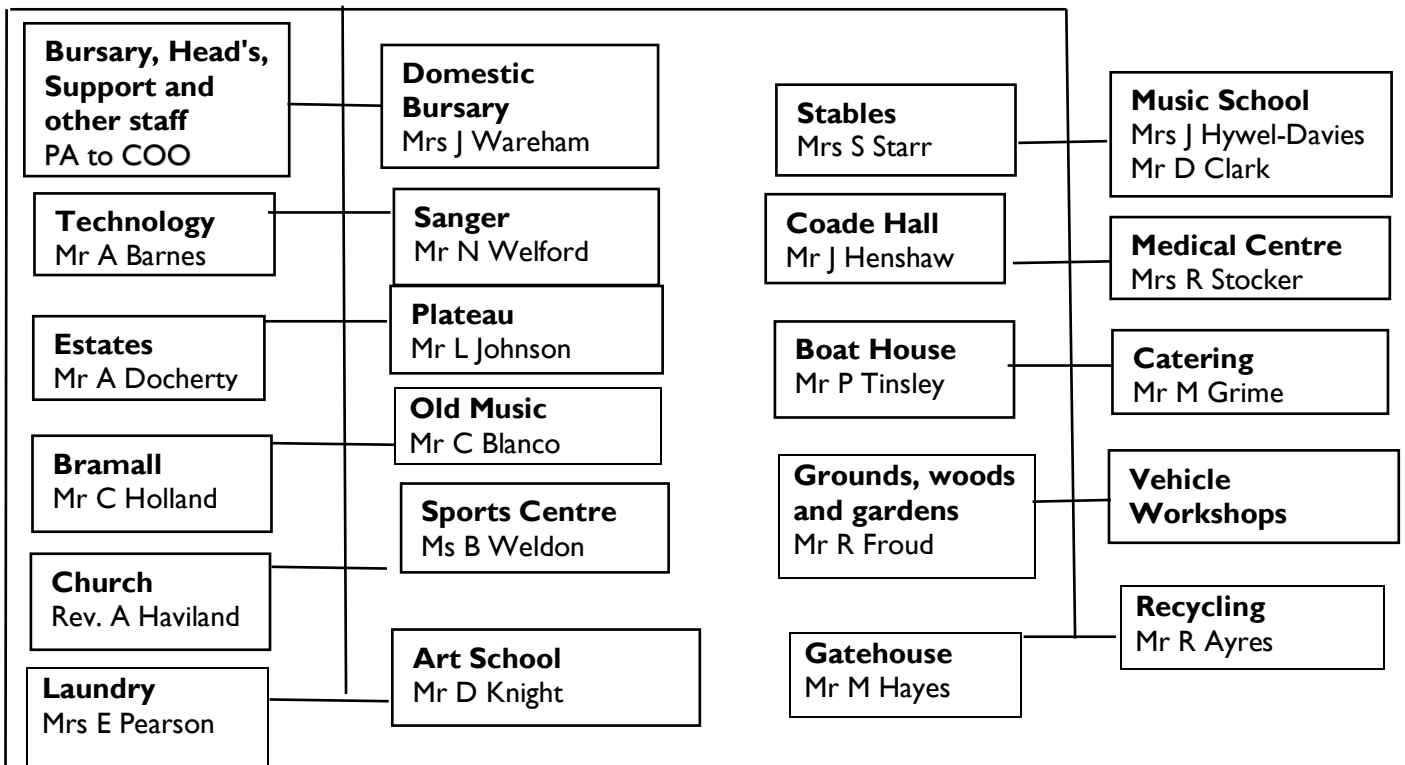 Bursary, Head's,
Support and
other staff
PA to COO
Domestic
Bursary
Mrs J Wareham
Stables
Mrs S Starr
Music School
Mrs J Hywel-Davies
Mr D Clark
Technology
Mr A Barnes
Sanger
Mr N Welford
Coade Hall
Mr J Henshaw
Medical Centre
Mrs R Stocker
Estates
Mr A Docherty
Plateau
Mr L Johnson
Boat House
Mr P Tinsley
Catering
Mr M Grime
Bramall
Mr C Holland
Old Music
Mr C Blanco
Grounds, woods
and gardens
Mr R Froud
Vehicle
Workshops
Church
Rev. A Haviland
Sports Centre
Ms B Weldon
Gatehouse
Mr M Hayes
Recycling
Mr R Ayres
Laundry
Mrs E Pearson
Art School
Mr D Knight